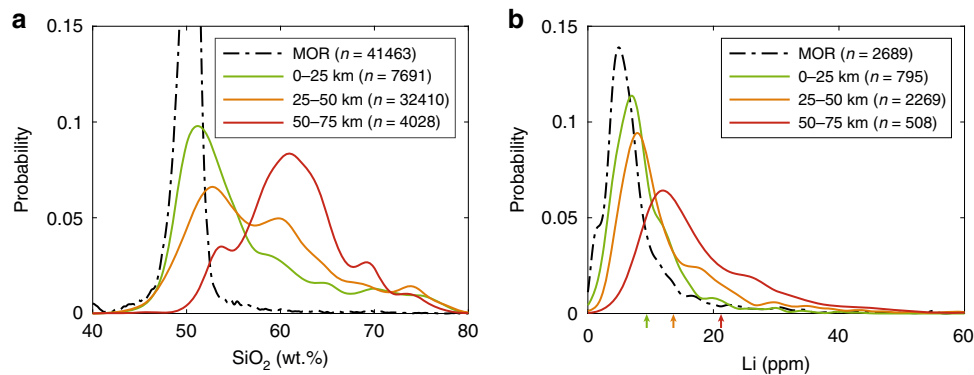 a
0.15
0.1
0.05
0
Probability
MOR (n = 41463)
0–25 km (n = 7691)
25–50 km (n = 32410)
50–75 km (n = 4028)
40 50 60 70 80
SiO2 (wt.%)
b
0.15
0.1
0.05
0
Probability
MOR (n = 2689)
0–25 km (n = 795)
25–50 km (n = 2269)
50–75 km (n = 508)
0 20 40 60
Li (ppm)